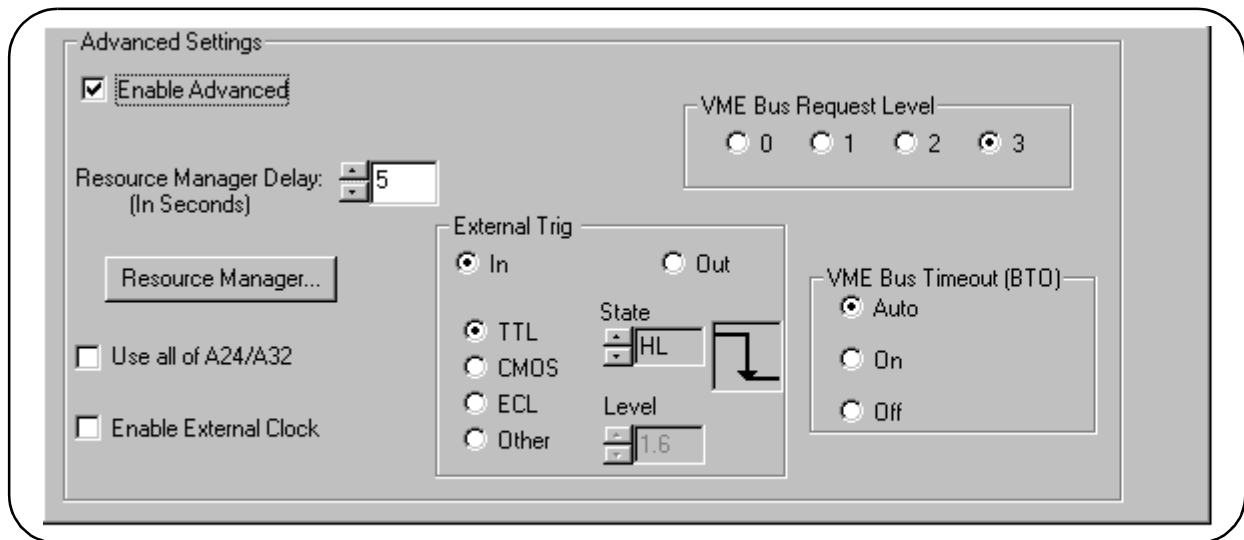 Advanced Settings
Enable Advanced
VME Bus Request Level
0 1 2 3
Resource Manager Delay: 5
(In Seconds)
External Trig
In Out
Resource Manager...
VME Bus Timeout (BTO)
Auto
State
TTL HL
Use all of A24/A32
CMOS
On
ECL Level
Off
Enable External Clock
Other 1.6